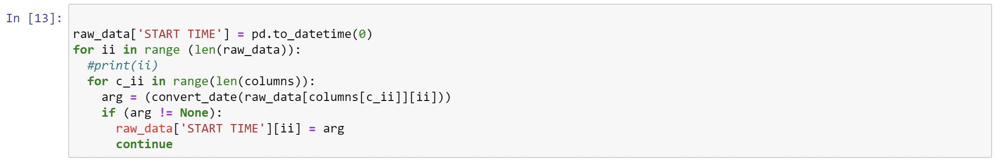 In [13]:
raw_data['START TIME'] = pd.to_datetime(0)
for ii in range (len(raw_data)):
  #print(ii)
  for c_ii in range(len(columns)):
    arg = (convert_date(raw_data[columns[c_ii]][ii]))
    if (arg != None):
      raw_data['START TIME'][ii] = arg
      continue